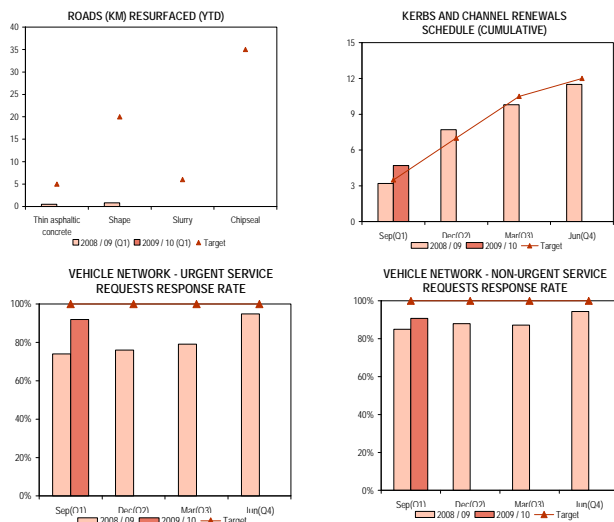 ROADS (KM) RESURFACED (YTD)
40
35
30
25
20
15
10
5
0
Thin asphaltic
concrete
Shape
Slurry
Chipseal
2008 / 09 (Q1)
2009 / 10 (Q1)
Target
KERBS AND CHANNEL RENEWALS
SCHEDULE (CUMULATIVE)
15
12
9
6
3
0
Sep(Q1)
Dec(Q2)
Mar(Q3)
Jun(Q4)
2008 / 09
2009 / 10
Target
VEHICLE NETWORK - URGENT SERVICE
REQUESTS RESPONSE RATE
100%
80%
60%
40%
20%
0%
Sep(Q1)
Dec(Q2)
Mar(Q3)
Jun(Q4)
2008 / 09
2009 / 10
Target
VEHICLE NETWORK - NON-URGENT SERVICE
REQUESTS RESPONSE RATE
100%
80%
60%
40%
20%
0%
Sep(Q1)
Dec(Q2)
Mar(Q3)
Jun(Q4)
2008 / 09
2009 / 10
Target